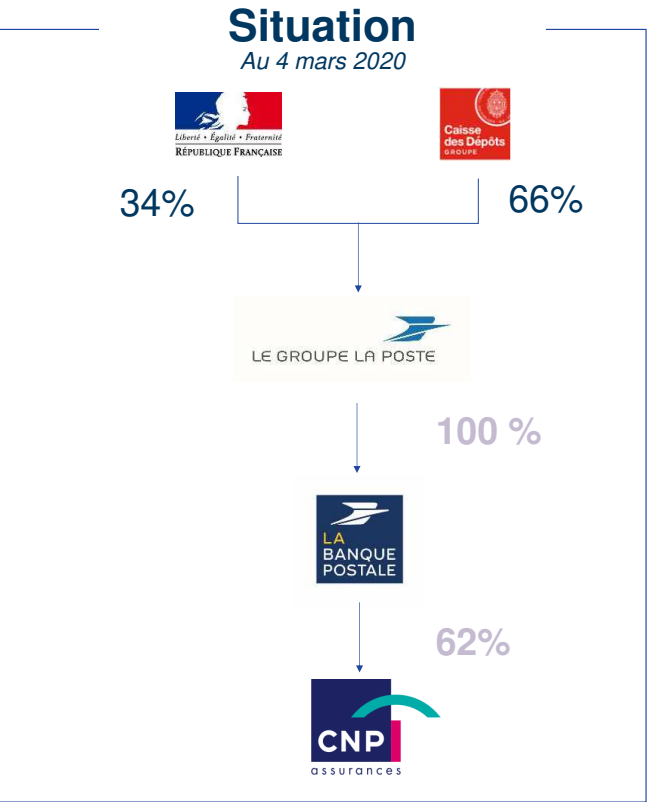 Situation
Au 4 mars 2020
Liberté • Égalité • Fraternité
RÉPUBLIQUE FRANÇAISE
Caisse
des Dépôts
GROUPE
34%
66%
LE GROUPE LA POSTE
100 %
LA
BANQUE
POSTALE
62%
CNP
assurances